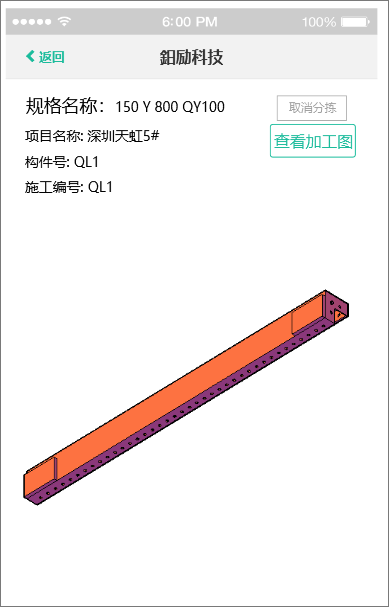 6:00 PM 100%
返回 鉬励科技
规格名称：150 Y 800 QY100
取消分拣
项目名称: 深圳天虹5#
查看加工图
构件号: QL1
施工编号: QL1